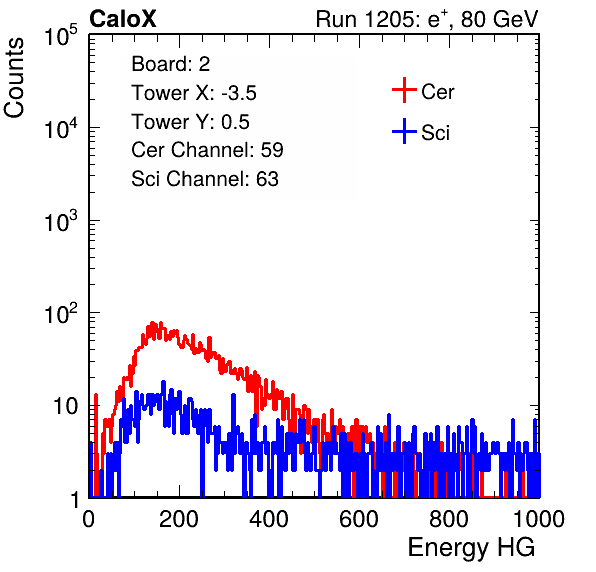 CaloX Run 1205: e⁺, 80 GeV
Counts
Board: 2
Tower X: -3.5
Tower Y: 0.5
Cer Channel: 59
Sci Channel: 63
Cer
Sci
10⁵
10⁴
10³
10²
10
1
0 200 400 600 800 1000
Energy HG